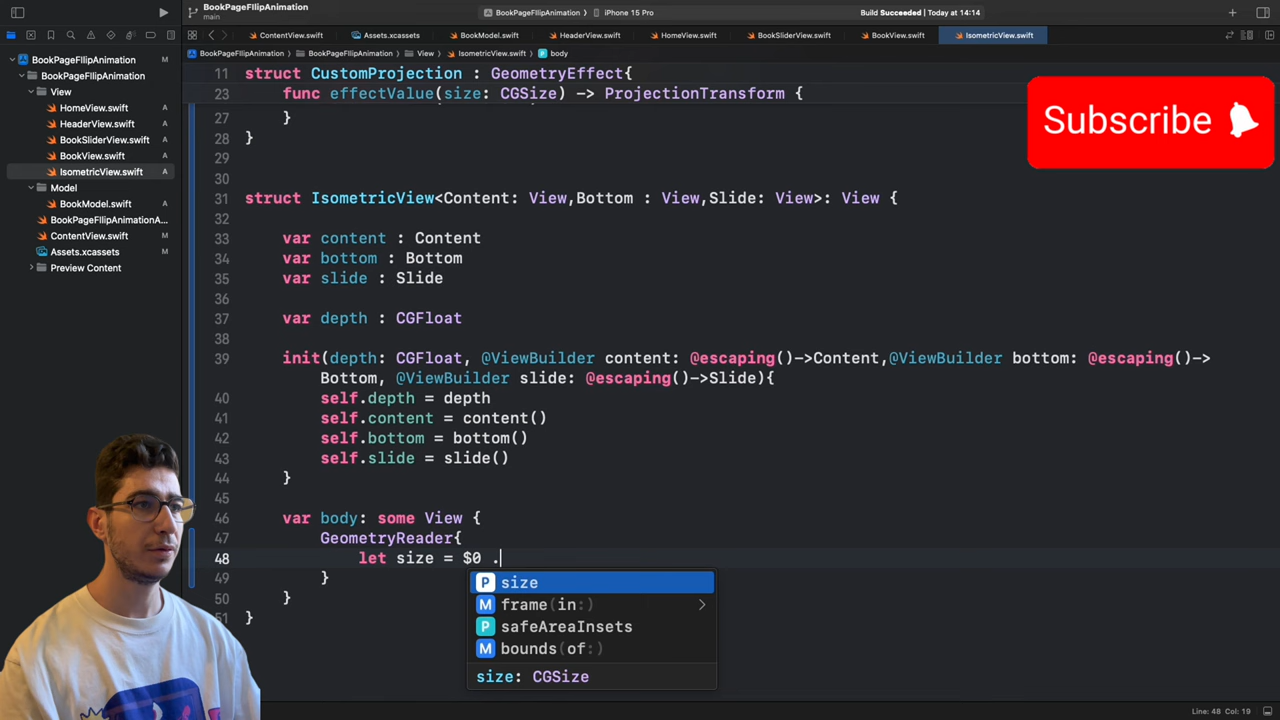 BookPageFlipAnimation
main
BookPageFlipAnimation
iPhone 15 Pro
Build Succeeded | Today at 14:14
ContentView.swift
Assets.xcassets
BookModel.swift
HeaderView.swift
HomeView.swift
BookSliderView.swift
BookView.swift
IsometricView.swift
BookPageFlipAnimation
BookPageFlipAnimation
View
IsometricView.swift
body
BookPageFlipAnimation
BookPageFlipAnimation
View
HomeView.swift A
HeaderView.swift A
BookSliderView.swift A
BookView.swift A
IsometricView.swift A
Model
BookModel.swift A
BookPageFlipAnimationA... A
ContentView.swift M
Assets.xcassets M
Preview Content
11 struct CustomProjection : GeometryEffect{
23 func effectValue(size: CGSize) -> ProjectionTransform {
27 }
28 }
29
30
31 struct IsometricView<Content: View,Bottom : View,Slide: View>: View {
32
33 var content : Content
34 var bottom : Bottom
35 var slide : Slide
36
37 var depth : CGFloat
38
39 init(depth: CGFloat, @ViewBuilder content: @escaping()->Content,@ViewBuilder bottom: @escaping()->
Bottom, @ViewBuilder slide: @escaping()->Slide){
40 self.depth = depth
41 self.content = content()
42 self.bottom = bottom()
43 self.slide = slide()
44 }
45
46 var body: some View {
47 GeometryReader{
48 let size = $0 .
49 }
50 }
51 }
P size
M frame(in:)
P safeAreaInsets
M bounds(of:)
size: CGSize
Subscribe
Line: 48 Col: 19